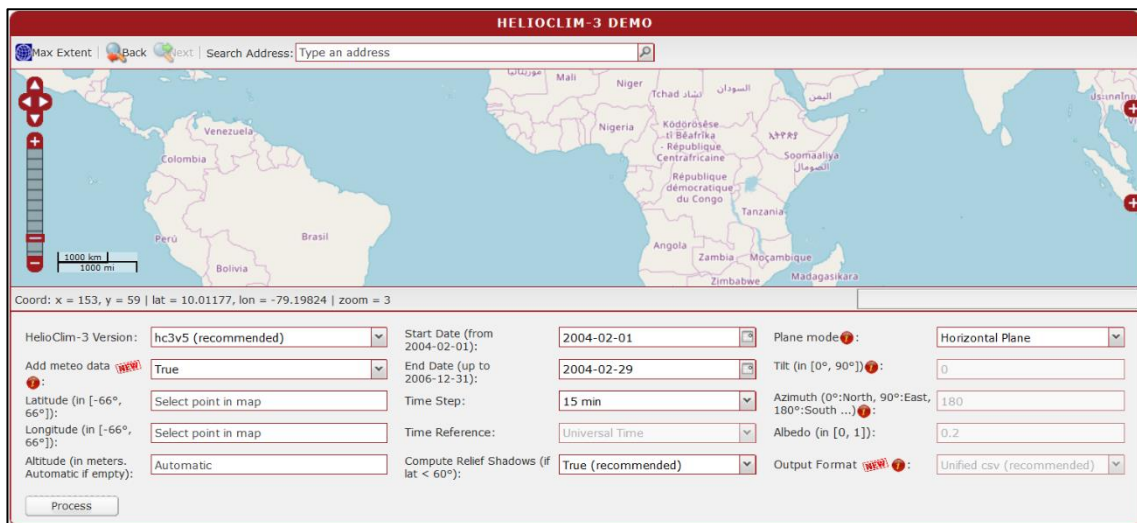 HELIOCLIM-3 DEMO
Max Extent | Back Next | Search Address: Type an address
موريتانيا Mali Niger Tchad تشاد السودان اليمن
Nigeria Ködörösêse tî Bêafrîka - République Centrafricaine
Soomaaliya الصومال
Venezuela
Colombia
République démocratique du Congo
Tanzania
Perú Brasil
Bolivia
Angola
Zambia Moçambique
Zimbabwe Madagasikara
1000 km
1000 mi
Coord: x = 153, y = 59 | lat = 10.01177, lon = -79.19824 | zoom = 3
HelioClim-3 Version: hc3v5 (recommended)
Add meteo data NEW : True
Latitude (in [-66°, 66°]): Select point in map
Longitude (in [-66°, 66°]): Select point in map
Altitude (in meters. Automatic if empty): Automatic
Start Date (from 2004-02-01): 2004-02-01
End Date (up to 2006-12-31): 2004-02-29
Time Step: 15 min
Time Reference: Universal Time
Compute Relief Shadows (if lat < 60°): True (recommended)
Plane mode : Horizontal Plane
Tilt (in [0°, 90°]) : 0
Azimuth (0°:North, 90°:East, 180°:South ...) : 180
Albedo (in [0, 1]): 0.2
Output Format NEW : Unified csv (recommended)
Process